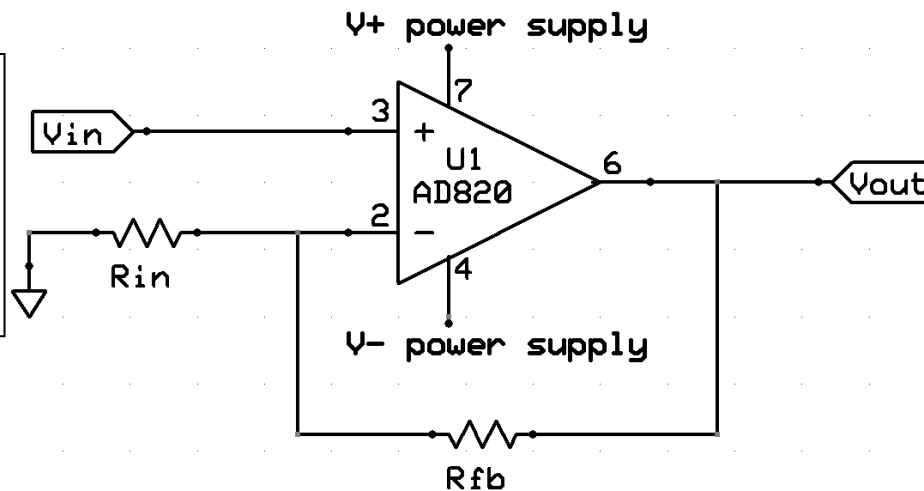 V+ power supply
7
3
Vin
+
U1
6
AD820
Vout
2
-
Rin
4
V- power supply
Rfb